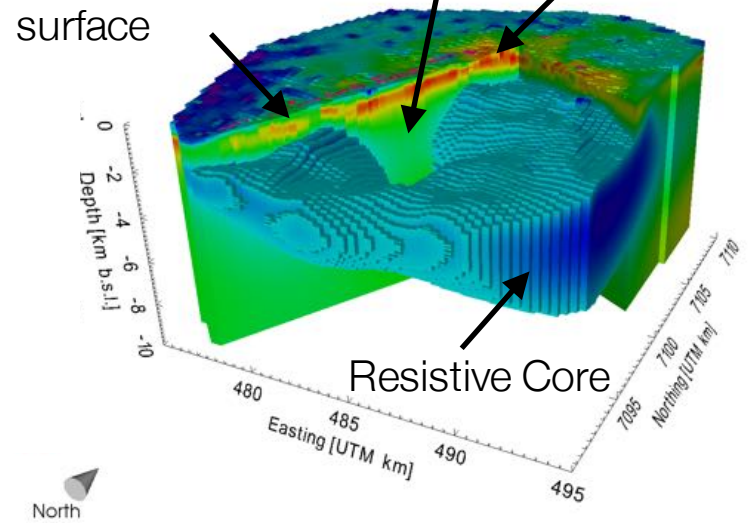 surface
0
-2
-4
-6
-8
-10
Depth [km b.s.l.]
Resistive Core
480
485
490
495
Easting [UTM km]
7095
7100
7105
7110
Northing [UTM km]
North